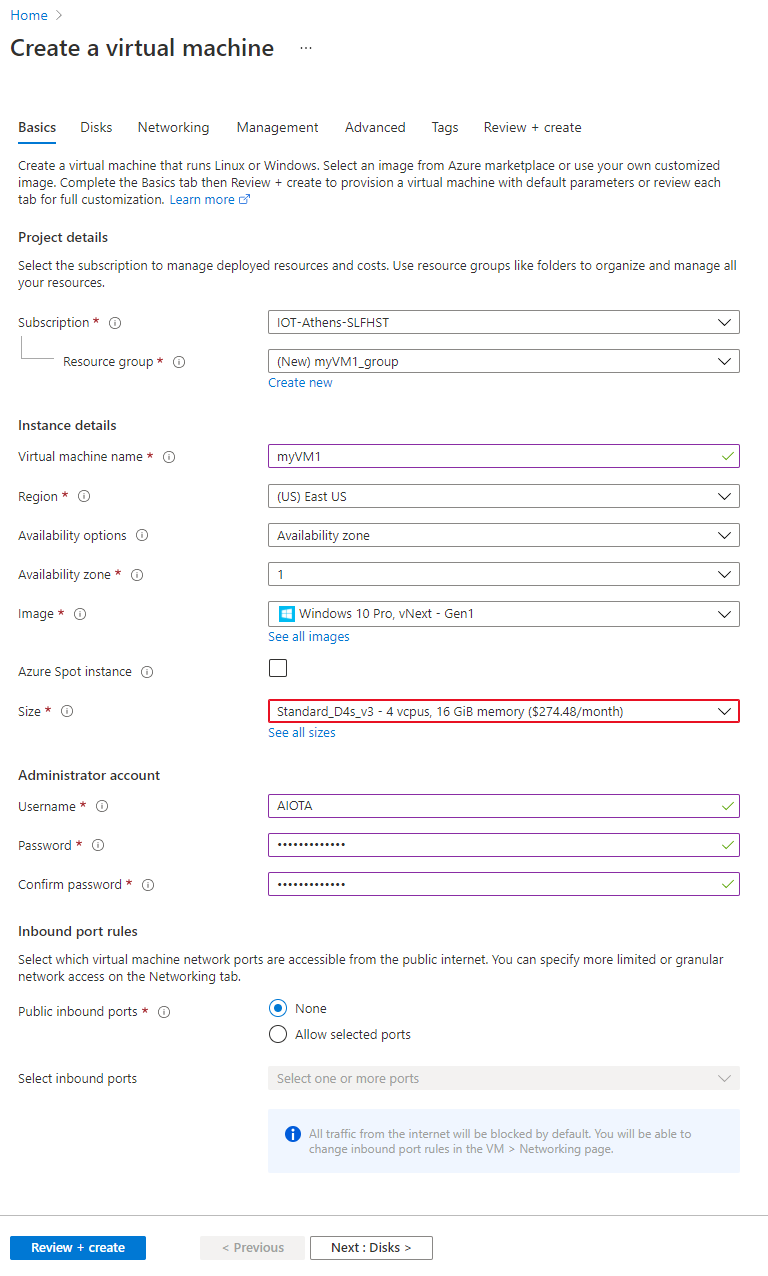 Home
Create a virtual machine ...
Basics Disks Networking Management Advanced Tags Review + create
Create a virtual machine that runs Linux or Windows. Select an image from Azure marketplace or use your own customized
image. Complete the Basics tab then Review + create to provision a virtual machine with default parameters or review each
tab for full customization. Learn more
Project details
Select the subscription to manage deployed resources and costs. Use resource groups like folders to organize and manage all
your resources.
Subscription * IOT-Athens-SLFHST
Resource group * (New) myVM1_group
Create new
Instance details
Virtual machine name * myVM1
Region * (US) East US
Availability options Availability zone
Availability zone * 1
Image * Windows 10 Pro, vNext - Gen1
See all images
Azure Spot instance
Size * Standard_D4s_v3 - 4 vcpus, 16 GiB memory ($274.48/month)
See all sizes
Administrator account
Username * AIOTA
Password * •••••••••••••
Confirm password * •••••••••••••
Inbound port rules
Select which virtual machine network ports are accessible from the public internet. You can specify more limited or granular
network access on the Networking tab.
Public inbound ports * None
Allow selected ports
Select inbound ports Select one or more ports
All traffic from the internet will be blocked by default. You will be able to
change inbound port rules in the VM > Networking page.
Review + create < Previous Next : Disks >